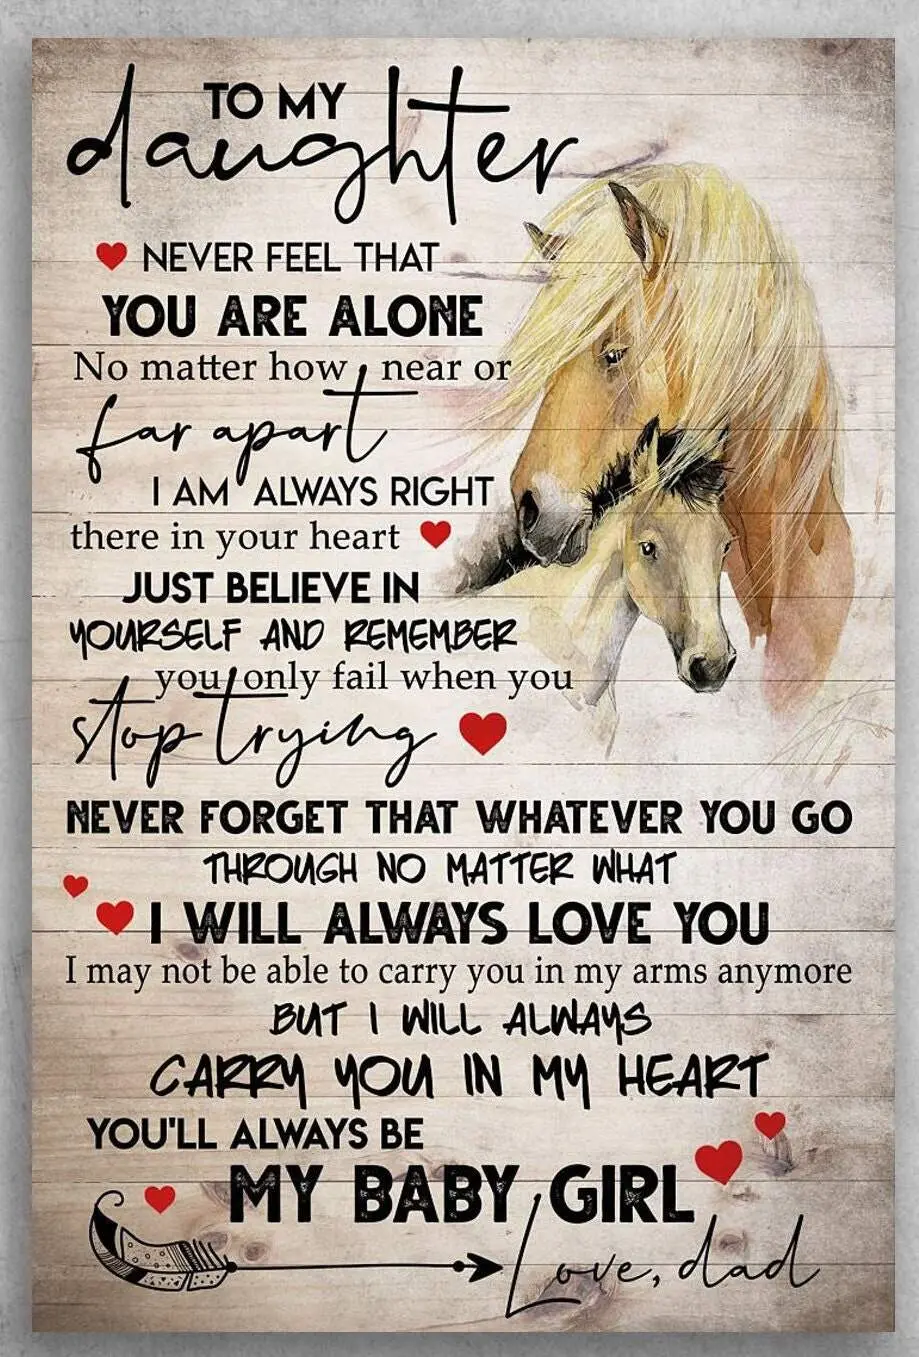 TO MY
daughter
NEVER FEEL THAT
YOU ARE ALONE
No matter how near or
far apart
I AM ALWAYS RIGHT
there in your heart
JUST BELIEVE IN
YOURSELF AND REMEMBER
you only fail when you
stop trying
NEVER FORGET THAT WHATEVER YOU GO
THROUGH NO MATTER WHAT
I WILL ALWAYS LOVE YOU
I may not be able to carry you in my arms anymore
BUT I WILL ALWAYS
CARRY YOU IN MY HEART
YOU'LL ALWAYS BE
MY BABY GIRL
Love, dad